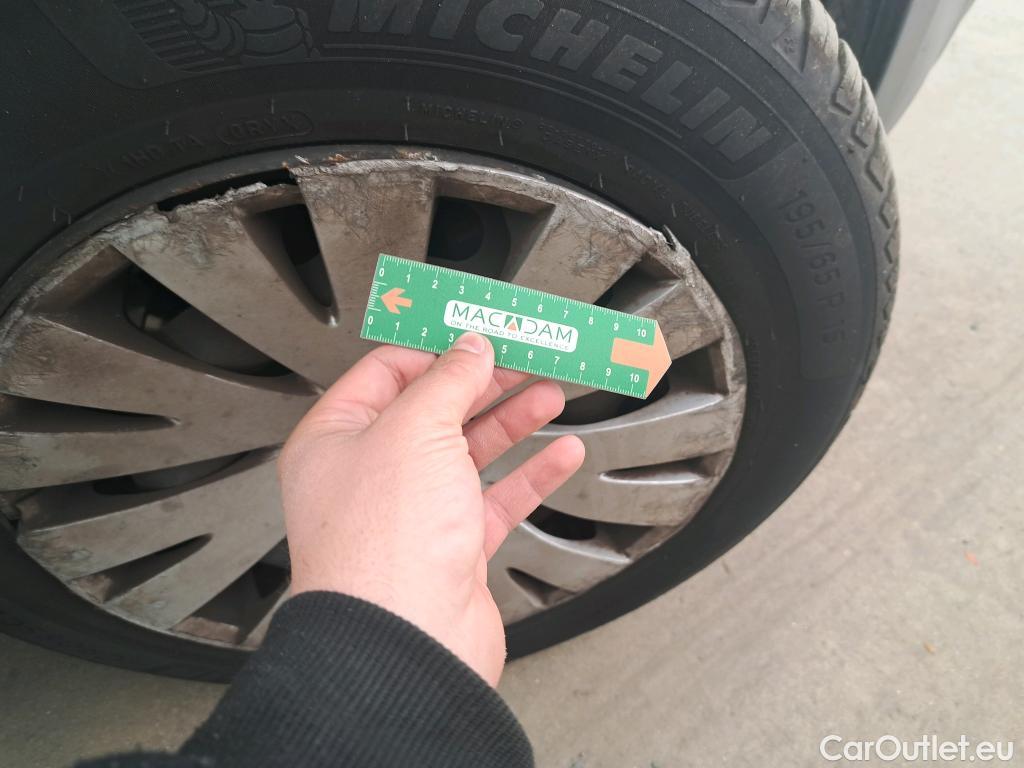 MICHELIN
195/65 R 15
0 1 2 3 4 5 6 7 8 9 10
MACADAM
ON THE ROAD TO EXCELLENCE
0 1 2 3 5 6 7 8 9 10
CarOutlet.eu